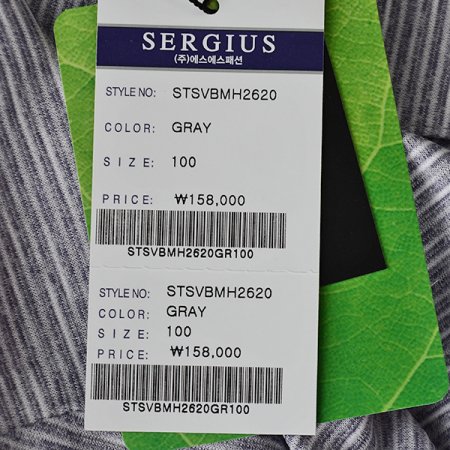 SERGIUS
(주)에스에스패션
STYLE NO: STSVBMH2620
COLOR: GRAY
SIZE: 100
PRICE: ₩158,000
STSVBMH2620GR100
STYLE NO: STSVBMH2620
COLOR: GRAY
SIZE: 100
PRICE: ₩158,000
STSVBMH2620GR100